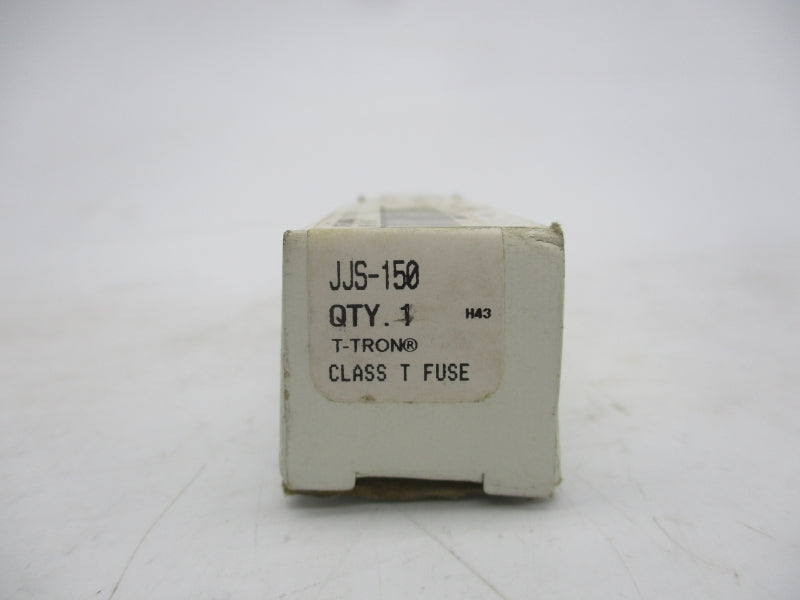 JJS-150
QTY. 1 H43
T-TRON®
CLASS T FUSE